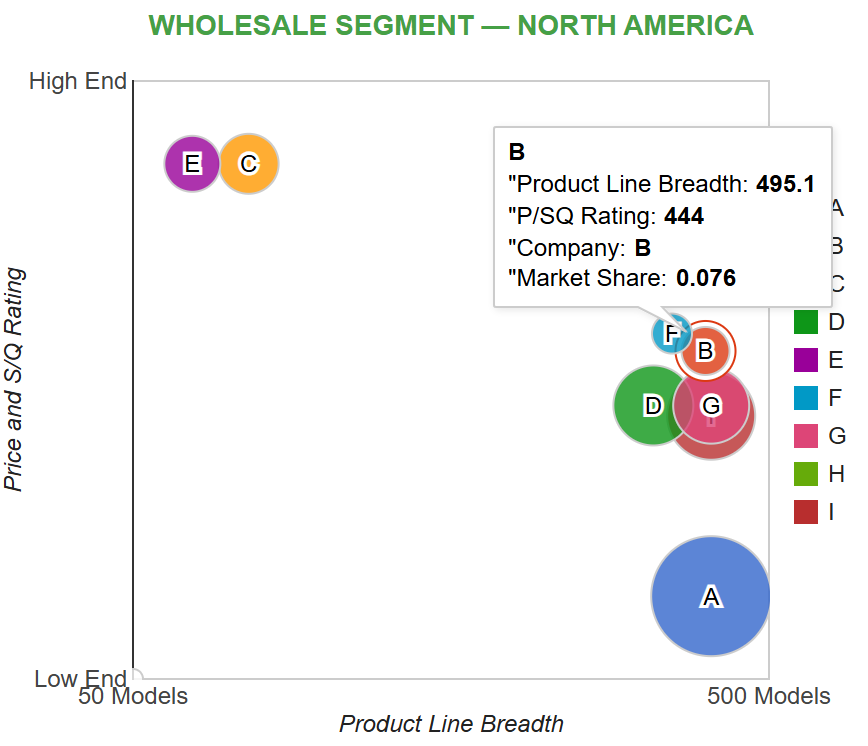 WHOLESALE SEGMENT — NORTH AMERICA
High End
E
C
B
"Product Line Breadth: 495.1
"P/SQ Rating: 444
"Company: B
"Market Share: 0.076
A
B
C
D
E
F
G
H
I
F
B
D
G
A
Price and S/Q Rating
Low End
50 Models
500 Models
Product Line Breadth